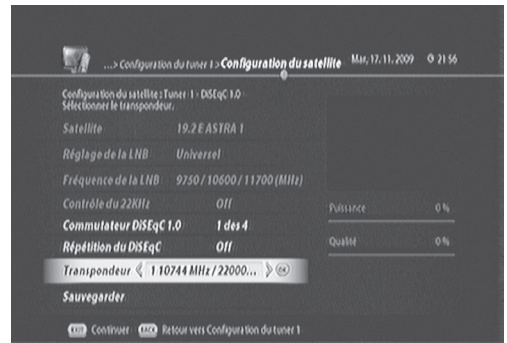 ...> Configuration du tuner 1 > Configuration du satellite Mar, 17. 11. 2009 21 56
Configuration du satellite : Tuner 1 - DiSEqC 1.0
Sélectionner le transpondeur.
Satellite 19.2 E ASTRA 1
Réglage de la LNB Universel
Fréquence de la LNB 9750 / 10600 / 11700 (MHz)
Contrôle du 22KHz Off
Puissance 0 %
Commutateur DiSEqC 1.0 1 des 4
Répétition du DiSEqC Off
Qualité 0 %
Transpondeur 1 10744 MHz / 22000... OK
Sauvegarder
EXIT Continuer BACK Retour vers Configuration du tuner 1